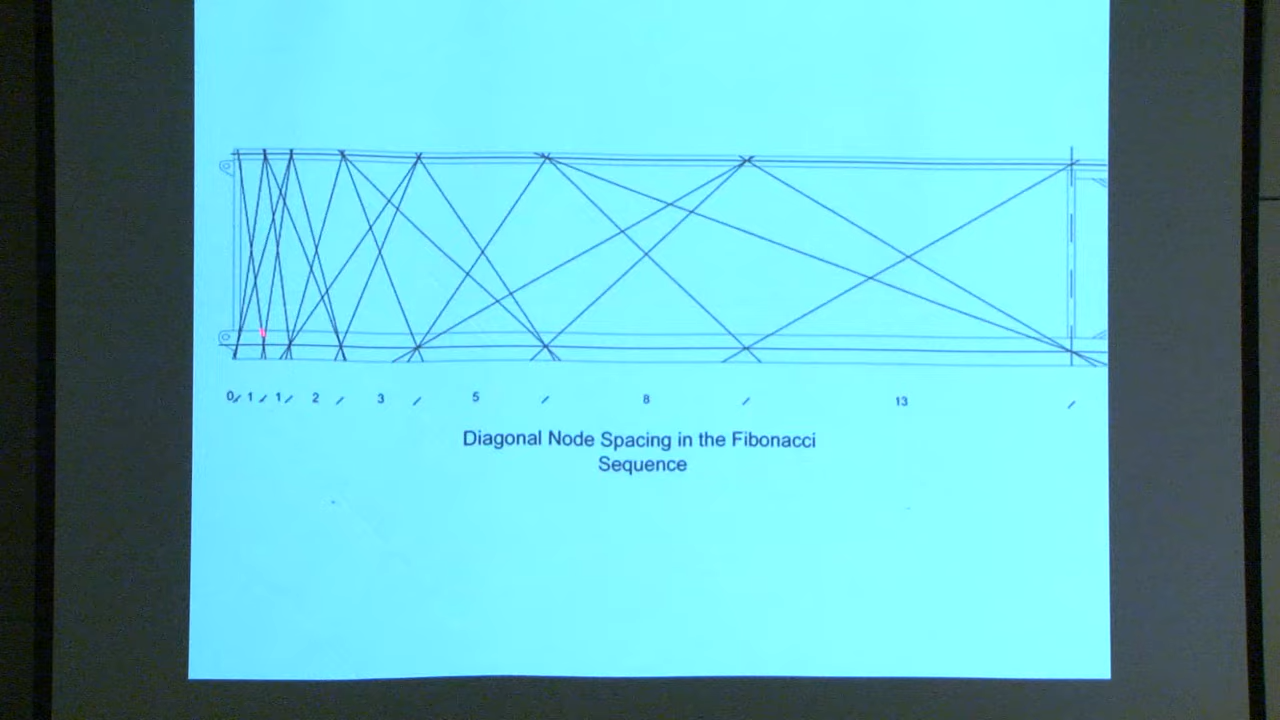 0 / 1 / 1 / 2 / 3 / 5 / 8 / 13 /
Diagonal Node Spacing in the Fibonacci
Sequence